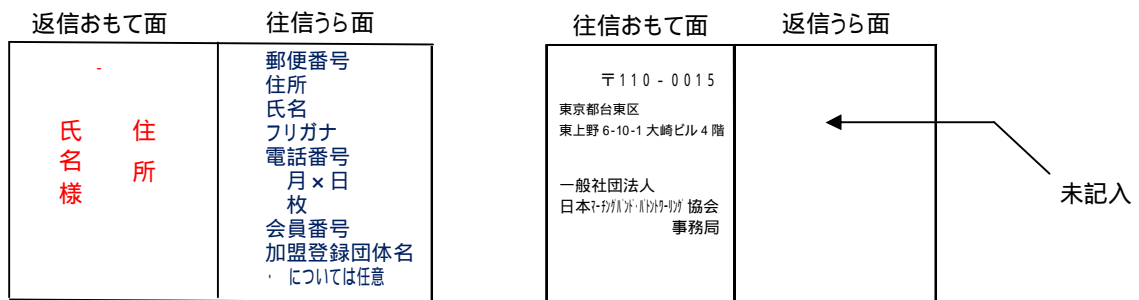 返信おもて面
往信うら面
往信おもて面
返信うら面
-
住所
氏名様
郵便番号
住所
氏名
フリガナ
電話番号
月×日
枚
会員番号
加盟登録団体名
・ については任意
〒110-0015
東京都台東区
東上野 6-10-1 大崎ビル 4 階
一般社団法人
日本ﾏｰﾁﾝｸﾞﾊﾞﾝﾄﾞ・ﾊﾞﾄﾝﾄﾜｰﾘﾝｸﾞ協会
事務局
未記入